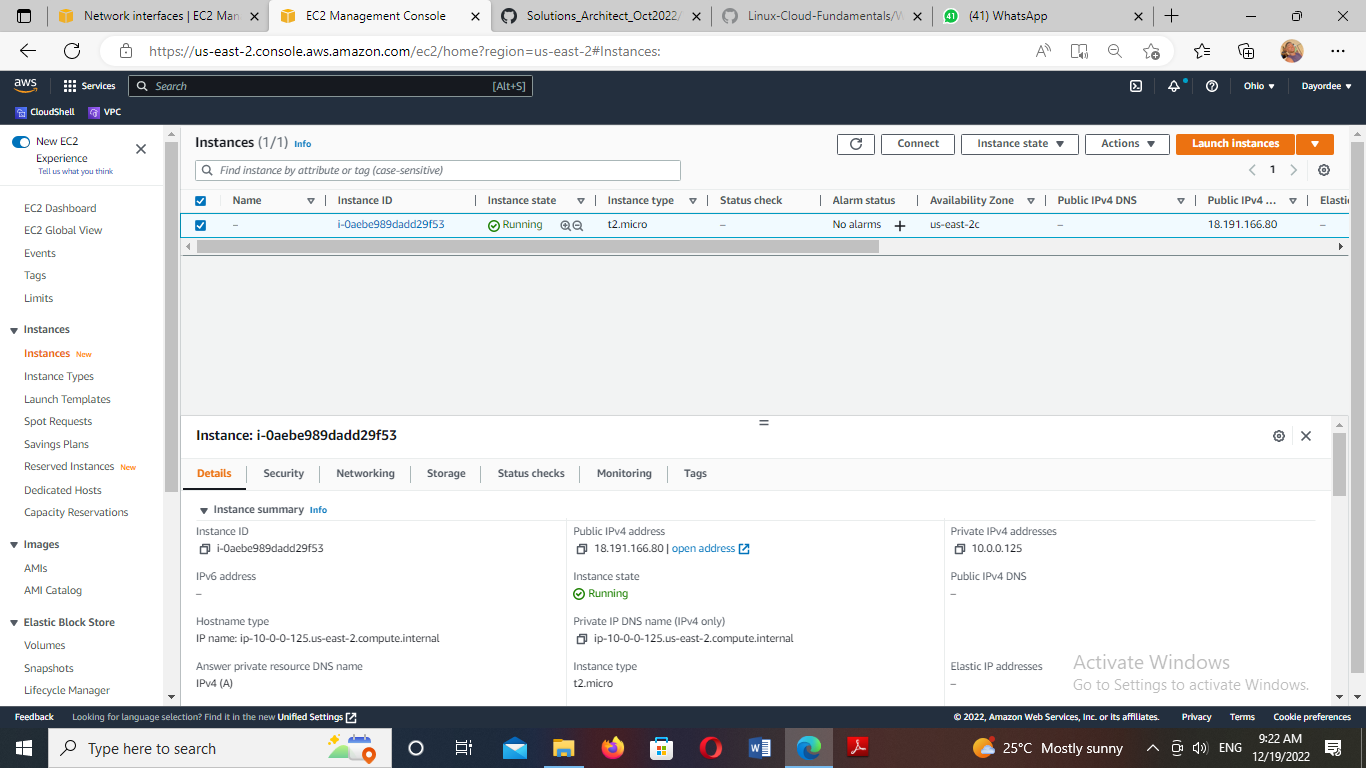 Network interfaces | EC2 Man
EC2 Management Console
Solutions_Architect_Oct2022/
Linux-Cloud-Fundamentals/W
(41) WhatsApp
https://us-east-2.console.aws.amazon.com/ec2/home?region=us-east-2#Instances:
aws
Services
Search
[Alt+S]
Ohio
Dayordee
CloudShell
VPC
New EC2
Experience
Tell us what you think
EC2 Dashboard
EC2 Global View
Events
Tags
Limits
Instances
Instances New
Instance Types
Launch Templates
Spot Requests
Savings Plans
Reserved Instances New
Dedicated Hosts
Capacity Reservations
Images
AMIs
AMI Catalog
Elastic Block Store
Volumes
Snapshots
Lifecycle Manager
Instances (1/1) Info
Connect
Instance state
Actions
Launch instances
Find instance by attribute or tag (case-sensitive)
1
Name Instance ID Instance state Instance type Status check Alarm status Availability Zone Public IPv4 DNS Public IPv4 ... Elasti
– i-0aebe989dadd29f53 Running t2.micro – No alarms + us-east-2c – 18.191.166.80 –
Instance: i-0aebe989dadd29f53
Details Security Networking Storage Status checks Monitoring Tags
Instance summary Info
Instance ID
i-0aebe989dadd29f53
Public IPv4 address
18.191.166.80 | open address
Private IPv4 addresses
10.0.0.125
IPv6 address
–
Instance state
Running
Public IPv4 DNS
–
Hostname type
IP name: ip-10-0-0-125.us-east-2.compute.internal
Private IP DNS name (IPv4 only)
ip-10-0-0-125.us-east-2.compute.internal
Answer private resource DNS name
IPv4 (A)
Instance type
t2.micro
Elastic IP addresses
–
Activate Windows
Go to Settings to activate Windows.
Feedback
Looking for language selection? Find it in the new Unified Settings
© 2022, Amazon Web Services, Inc. or its affiliates.
Privacy
Terms
Cookie preferences
Type here to search
25°C Mostly sunny
ENG
9:22 AM
12/19/2022